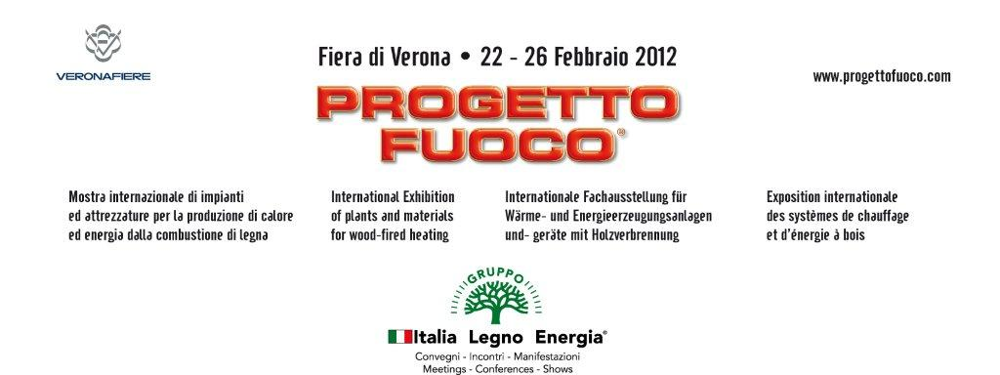 VERONAFIERE
Fiera di Verona • 22 - 26 Febbraio 2012
www.progettofuoco.com
PROGETTO
FUOCO®
Mostra internazionale di impianti
ed attrezzature per la produzione di calore
ed energia dalla combustione di legna
International Exhibition
of plants and materials
for wood-fired heating
Internationale Fachausstellung für
Wärme- und Energieerzeugungsanlagen
und- geräte mit Holzverbrennung
Exposition internationale
des systèmes de chauffage
et d'énergie à bois
GRUPPO
Italia Legno Energia®
Convegni - Incontri - Manifestazioni
Meetings - Conferences - Shows